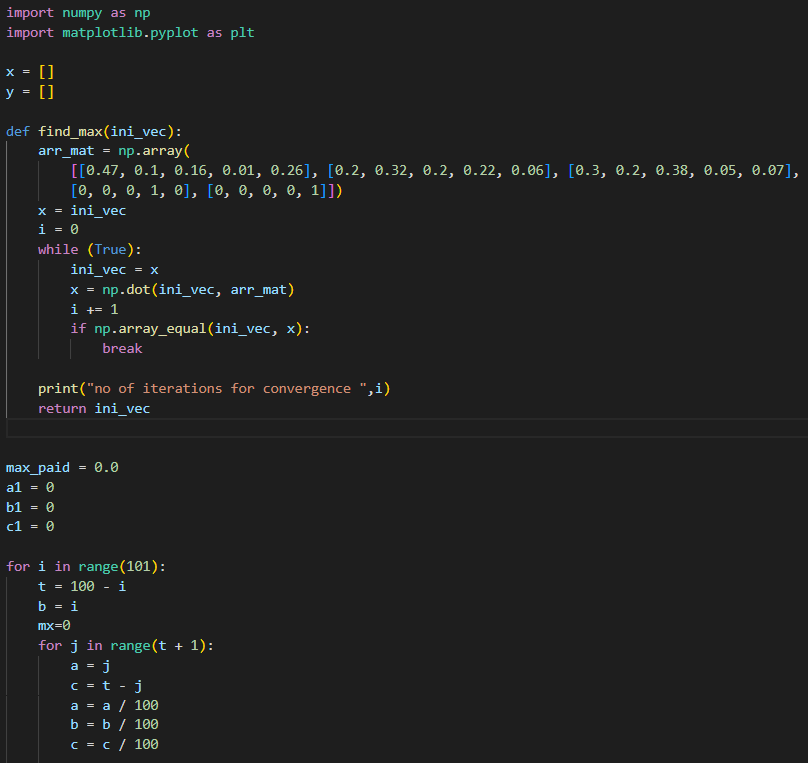 import numpy as np
import matplotlib.pyplot as plt
x = []
y = []
def find_max(ini_vec):
    arr_mat = np.array(
        [[0.47, 0.1, 0.16, 0.01, 0.26], [0.2, 0.32, 0.2, 0.22, 0.06], [0.3, 0.2, 0.38, 0.05, 0.07],
        [0, 0, 0, 1, 0], [0, 0, 0, 0, 1]])
    x = ini_vec
    i = 0
    while (True):
        ini_vec = x
        x = np.dot(ini_vec, arr_mat)
        i += 1
        if np.array_equal(ini_vec, x):
            break
    print("no of iterations for convergence ",i)
    return ini_vec
max_paid = 0.0
a1 = 0
b1 = 0
c1 = 0
for i in range(101):
    t = 100 - i
    b = i
    mx=0
    for j in range(t + 1):
        a = j
        c = t - j
        a = a / 100
        b = b / 100
        c = c / 100